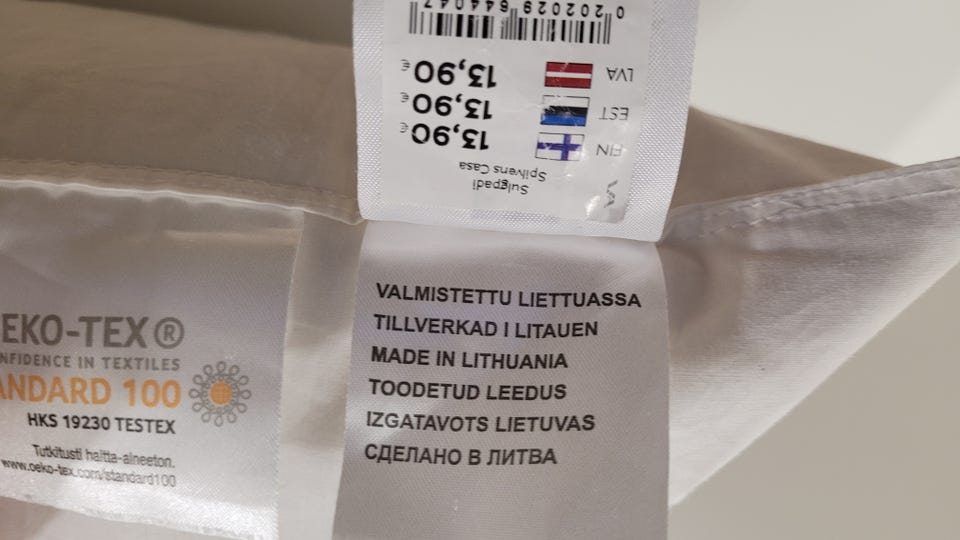 Sulgpadi
Spilvens Casa
FIN 13,90 €
EST 13,90 €
LVA 13,90 €
0 202029 644047
EKO-TEX®
NFIDENCE IN TEXTILES
ANDARD 100
HKS 19230 TESTEX
Tutkitusti haitta-aineeton.
www.oeko-tex.com/standard100
VALMISTETTU LIETTUASSA
TILLVERKAD I LITAUEN
MADE IN LITHUANIA
TOODETUD LEEDUS
IZGATAVOTS LIETUVAS
СДЕЛАНО В ЛИТВА